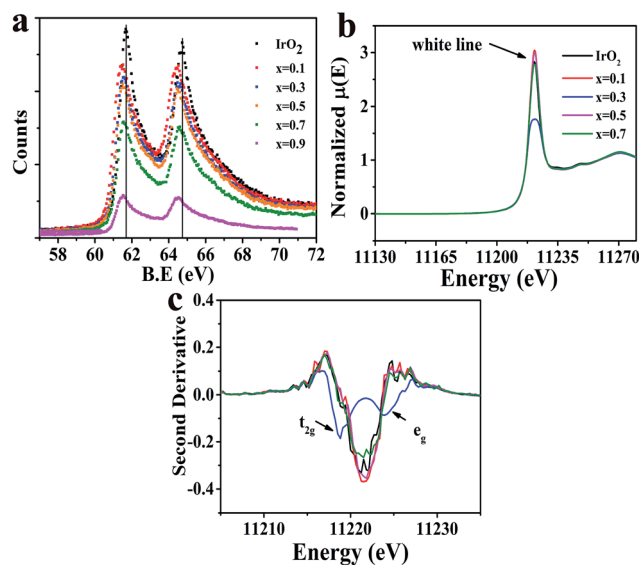 a
IrO2
x=0.1
x=0.3
x=0.5
x=0.7
x=0.9
Counts
58 60 62 64 66 68 70 72
B.E (eV)
b
white line
IrO2
x=0.1
x=0.3
x=0.5
x=0.7
3
2
1
0
Normalized μ(E)
11130 11165 11200 11235 11270
Energy (eV)
c
0.4
0.2
0.0
-0.2
-0.4
Second Derivative
t2g
eg
11210 11220 11230
Energy (eV)